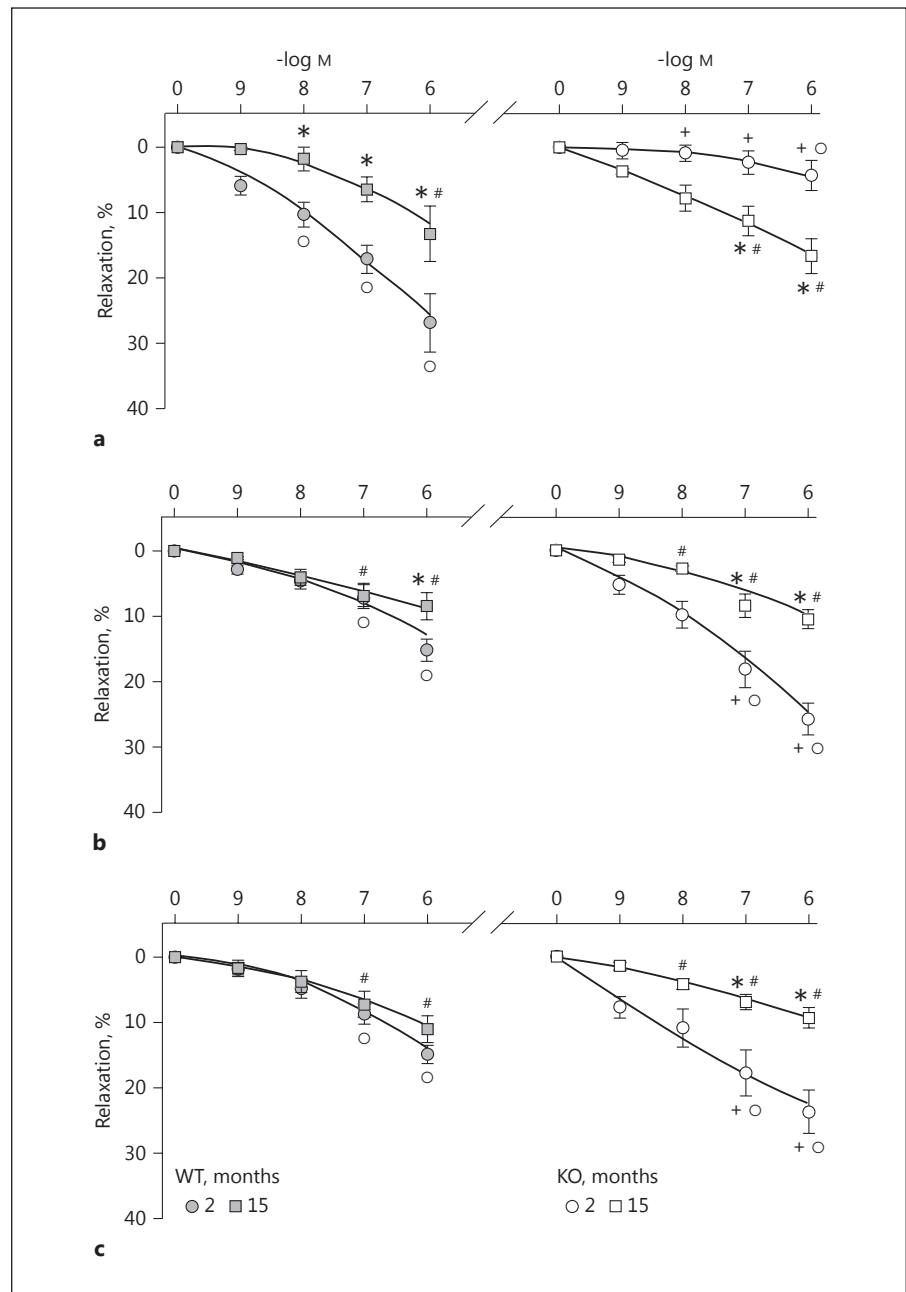 -log M -log M
0 9 8 7 6 0 9 8 7 6
* + +
0 * + ○
* #
10
○ * #
20 ○ * #
30
○
40
Relaxation, %
a
0 9 8 7 6 0 9 8 7 6
0 # #
* # * #
10 * #
○
20 ○ + ○
30 + ○
40
Relaxation, %
b
0 9 8 7 6 0 9 8 7 6
0 # # # * # * #
10
○
20 ○
+ ○
30 + ○
40
Relaxation, %
WT, months KO, months
2 15 2 15
c